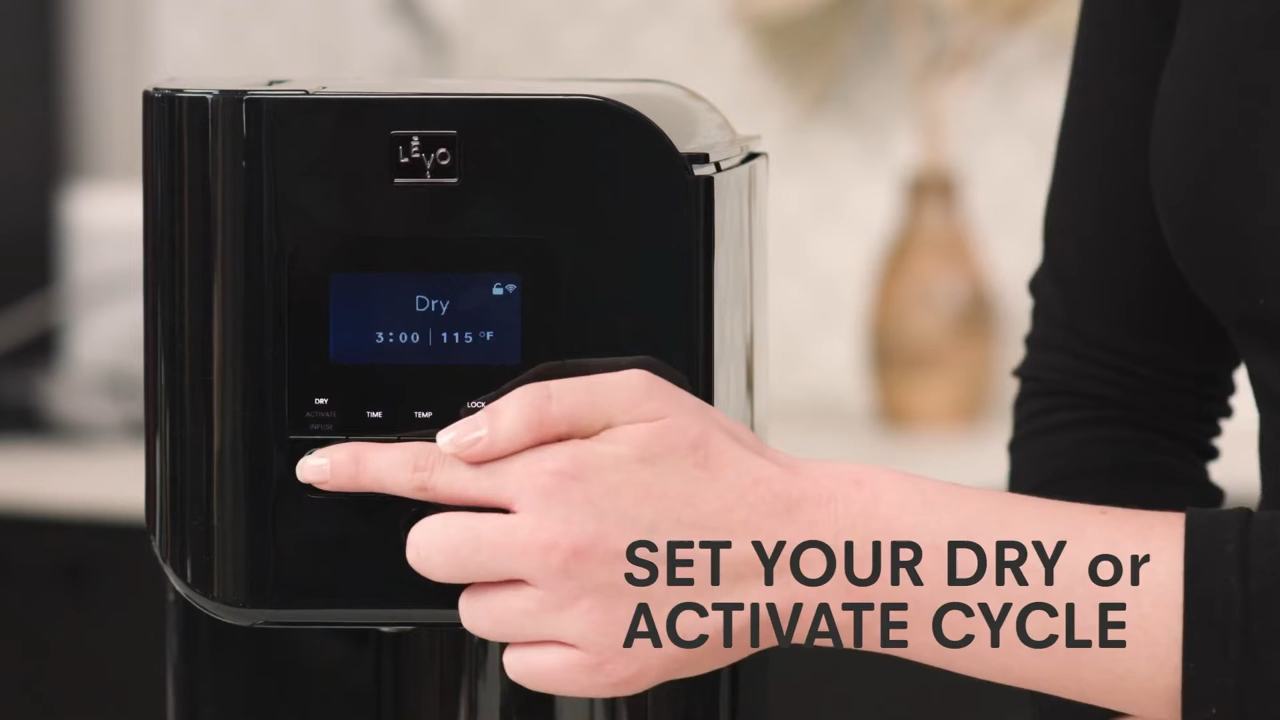 LĒVO
Dry
3:00 | 115 °F
DRY
ACTIVATE
INFUSE
TIME
TEMP
LOCK
SET YOUR DRY or
ACTIVATE CYCLE